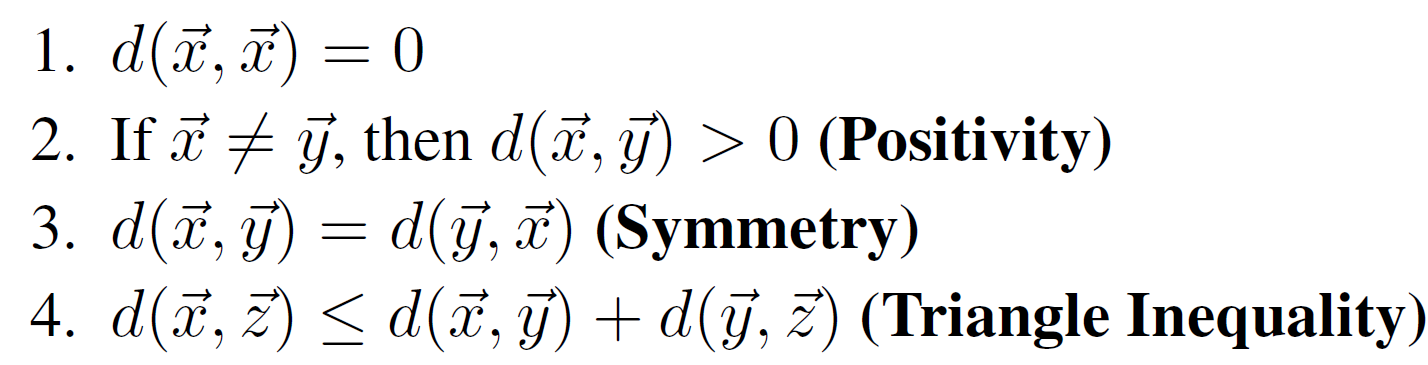 1. d(x⃗, x⃗) = 0
2. If x⃗ ≠ y⃗, then d(x⃗, y⃗) > 0 (Positivity)
3. d(x⃗, y⃗) = d(y⃗, x⃗) (Symmetry)
4. d(x⃗, z⃗) ≤ d(x⃗, y⃗) + d(y⃗, z⃗) (Triangle Inequality)